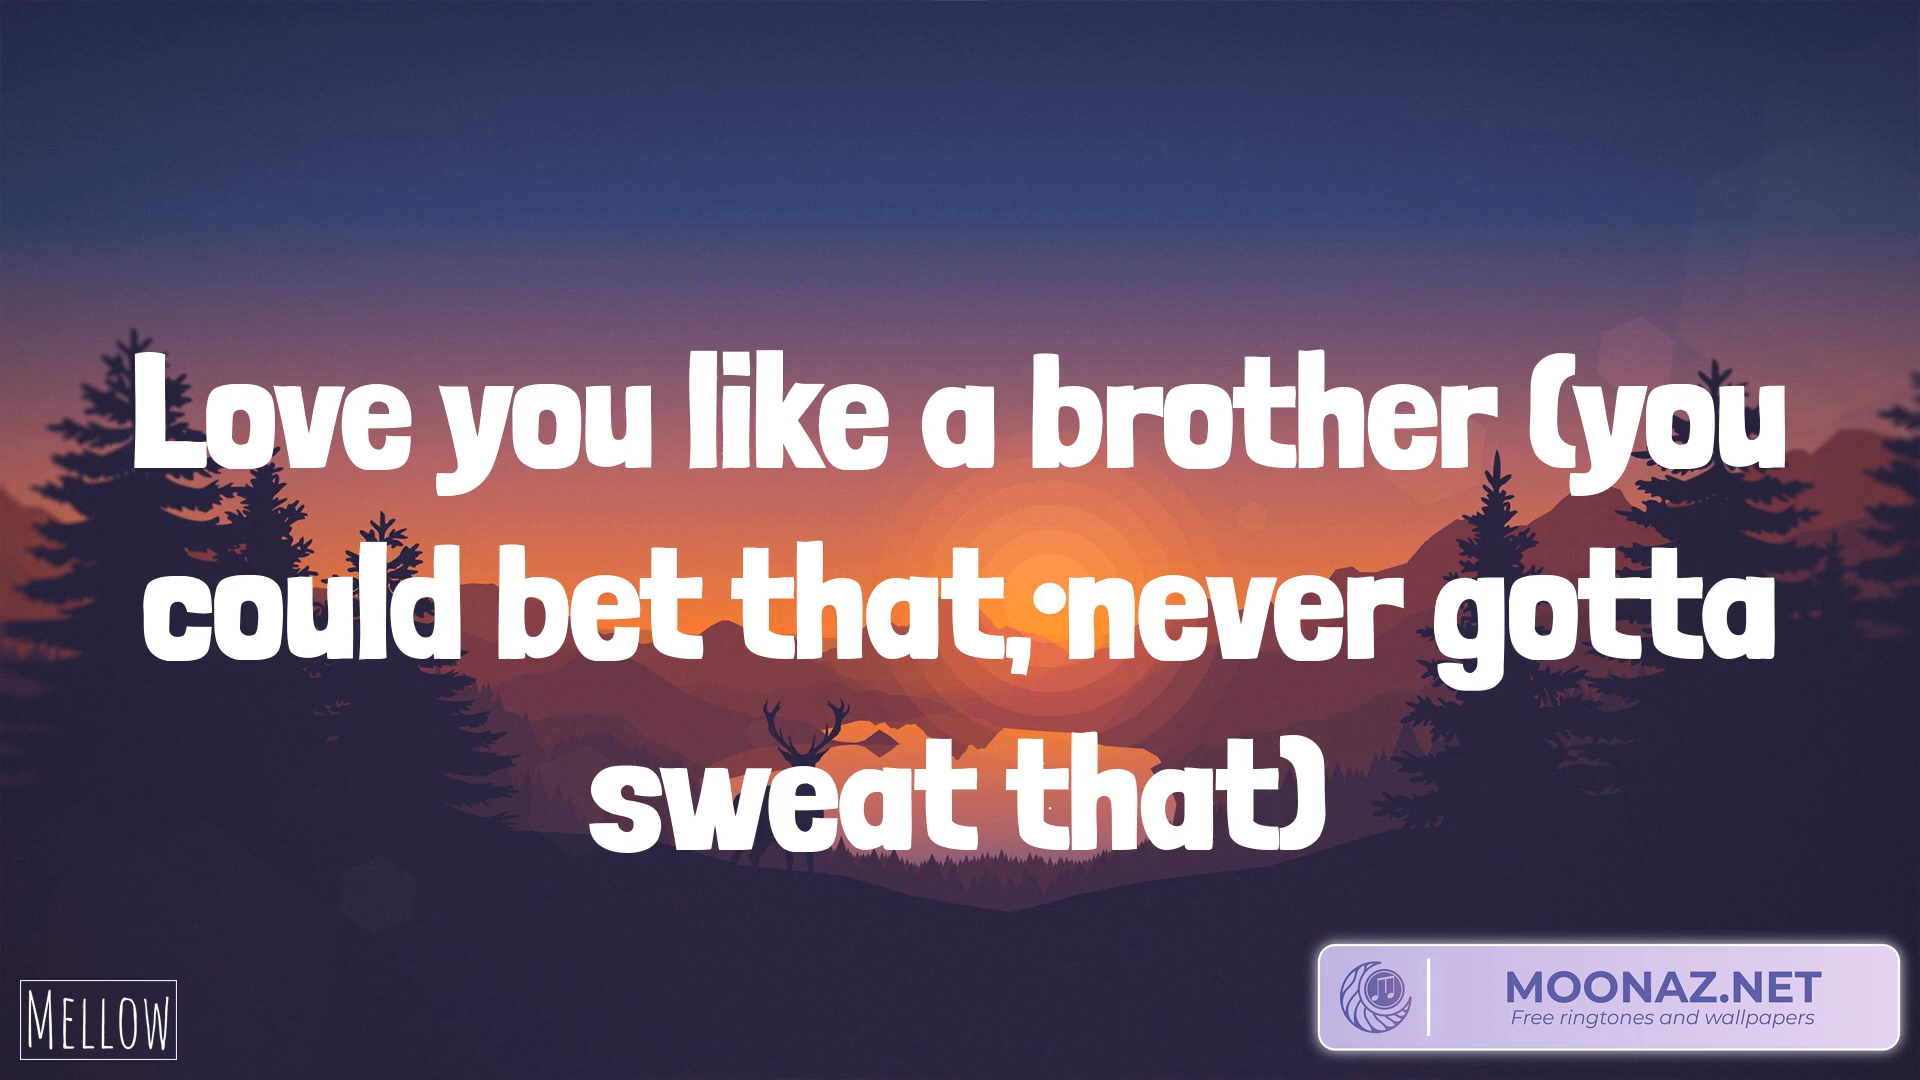 Love you like a brother (you
could bet that, never gotta
sweat that)
MELLOW
MOONAZ.NET
Free ringtones and wallpapers